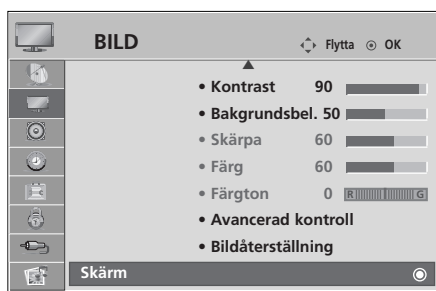 BILD Flytta OK
• Kontrast 90
• Bakgrundsbel. 50
• Skärpa 60
• Färg 60
• Färgton 0 R G
• Avancerad kontroll
• Bildåterställning
Skärm